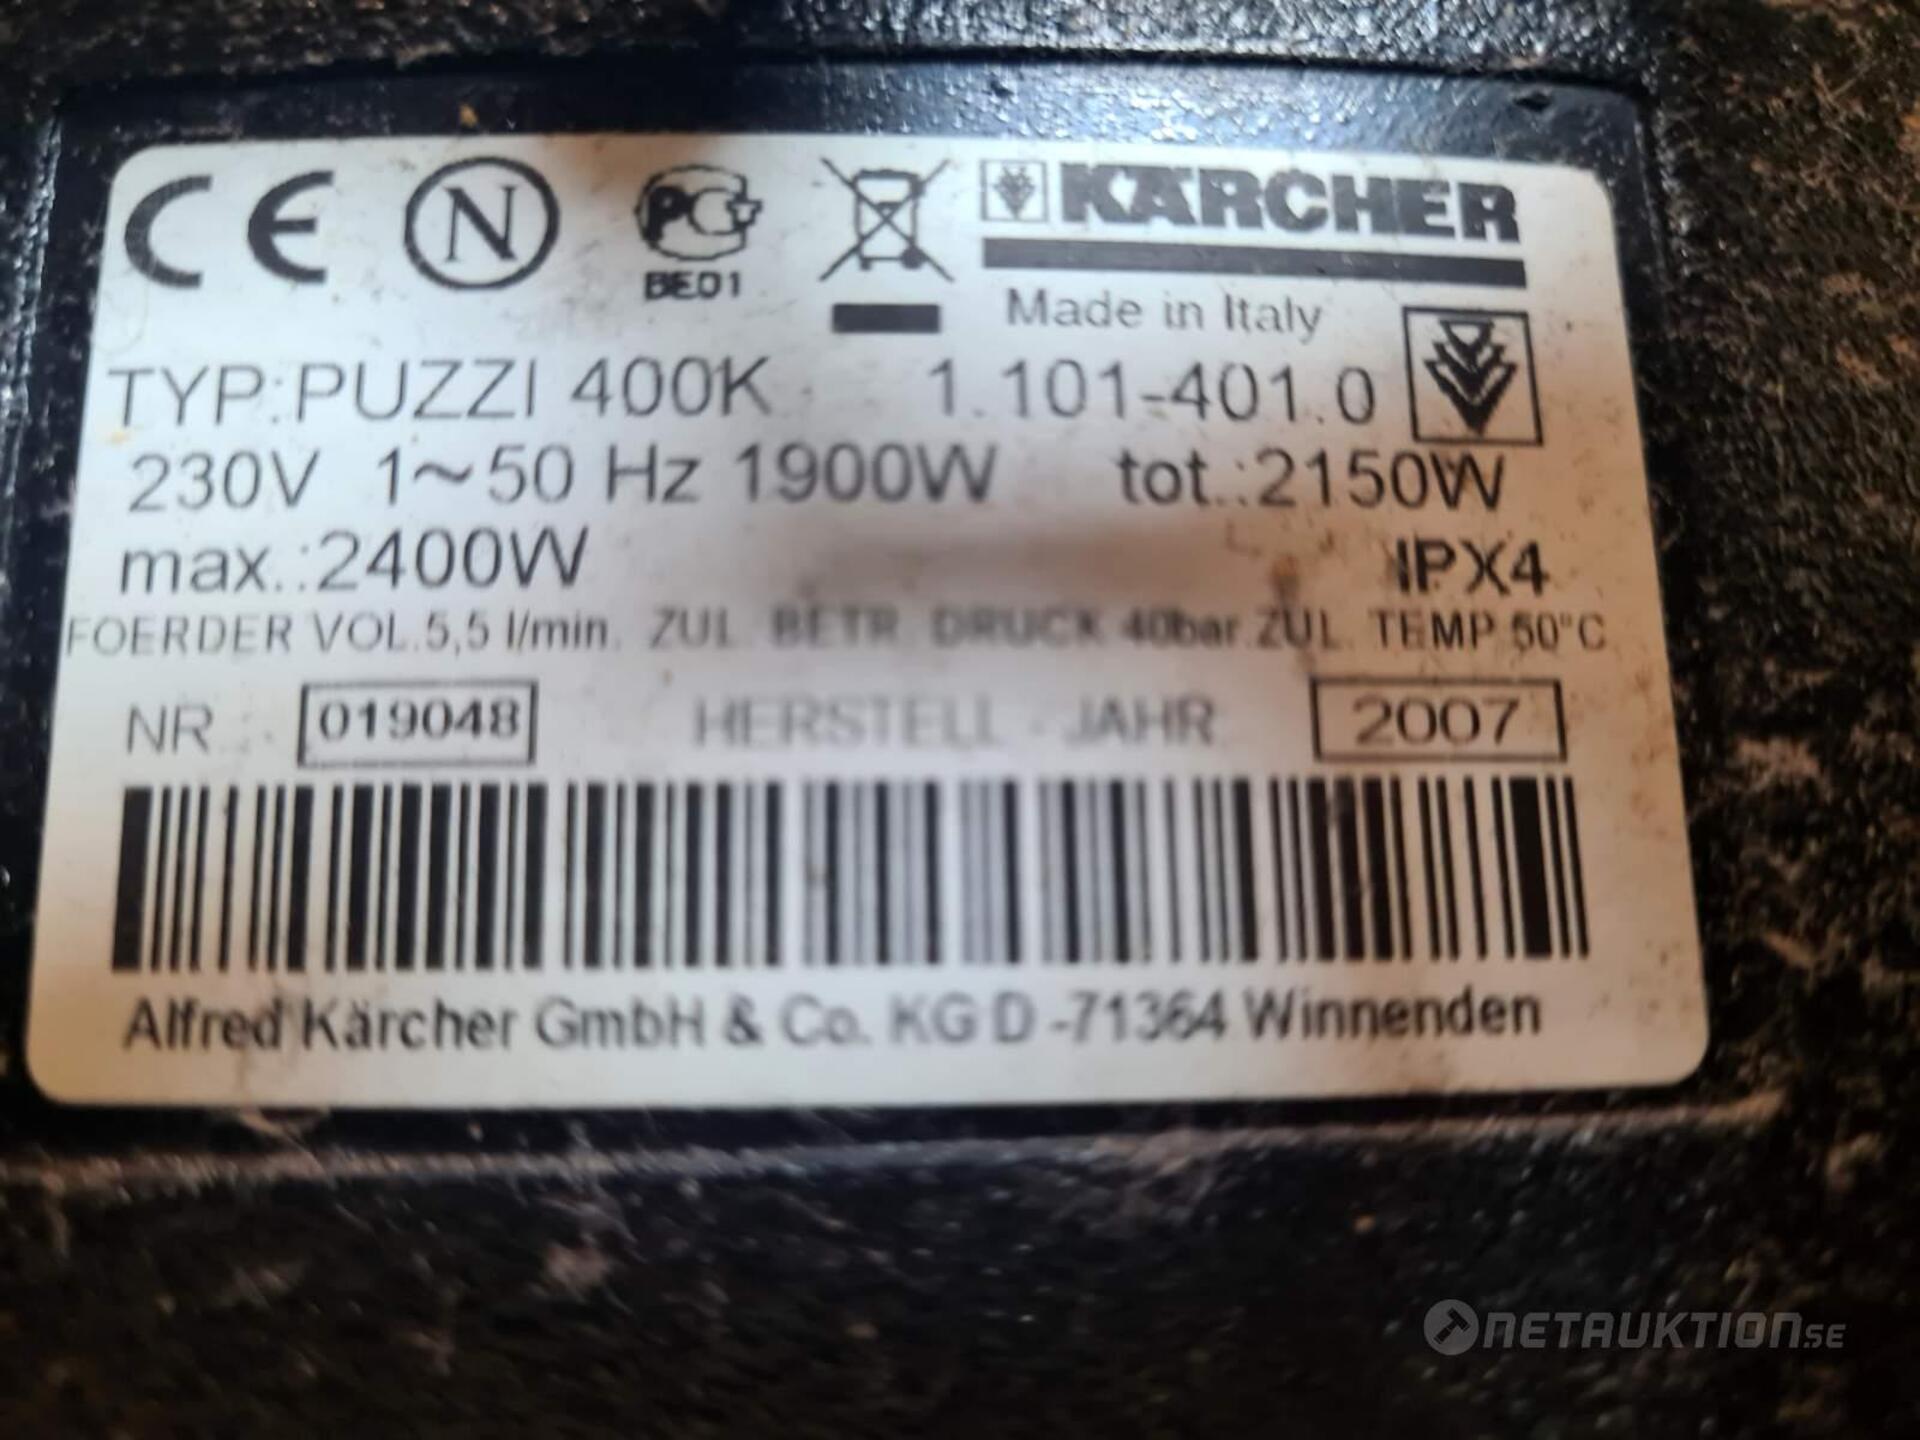 CE N PCT BE01 KÄRCHER
Made in Italy
TYP:PUZZI 400K 1.101-401.0
230V 1~50 Hz 1900W tot.:2150W
max.:2400W IPX4
FOERDER VOL.5,5 l/min. ZUL. BETR. DRUCK 40bar ZUL. TEMP 50°C
NR.: 019048 HERSTELL - JAHR 2007
Alfred Kärcher GmbH & Co. KG D -71364 Winnenden
NETAUKTION.SE